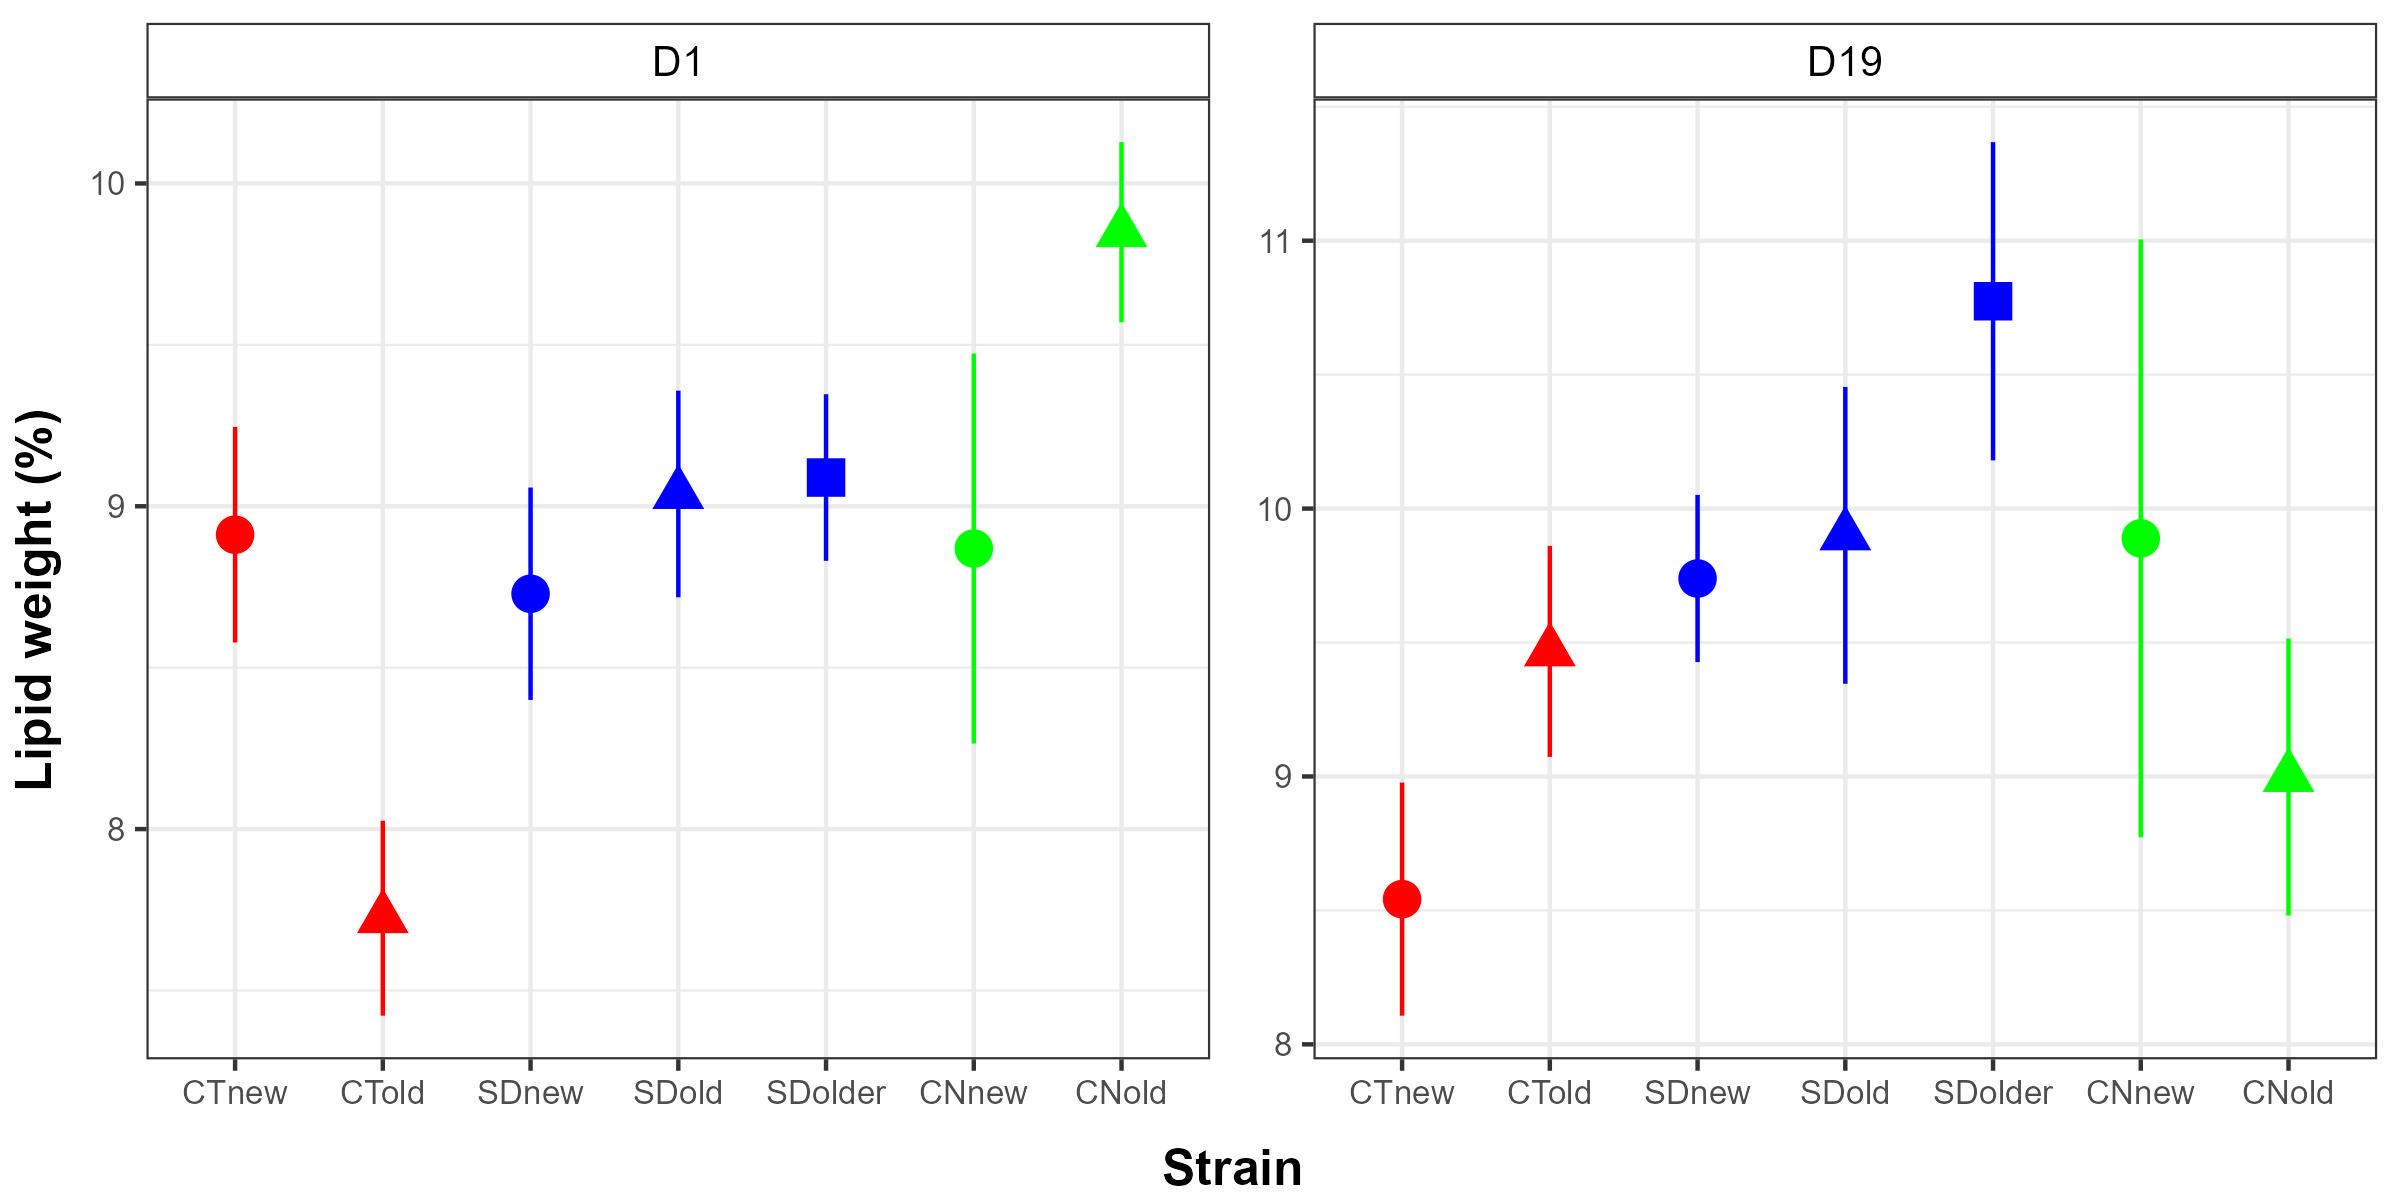 D1
D19
Lipid weight (%)
10
9
8
11
10
9
8
CTnew CTold SDnew SDold SDolder CNnew CNold
CTnew CTold SDnew SDold SDolder CNnew CNold
Strain